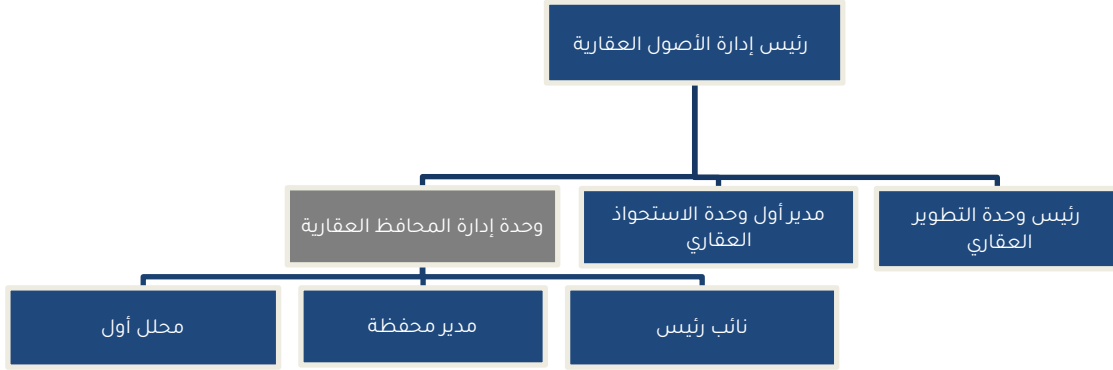 رئيس إدارة الأصول العقارية
رئيس وحدة التطوير
العقاري
مدير أول وحدة الاستحواذ
العقاري
وحدة إدارة المحافظ العقارية
نائب رئيس
مدير محفظة
محلل أول